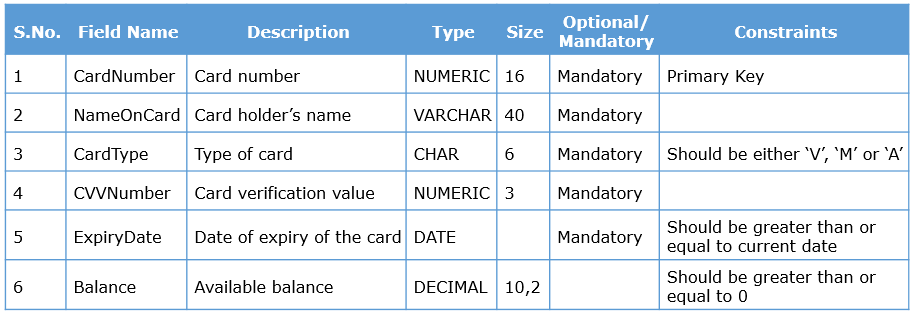 S.No. Field Name Description Type Size Optional/ Mandatory Constraints
1 CardNumber Card number NUMERIC 16 Mandatory Primary Key
2 NameOnCard Card holder’s name VARCHAR 40 Mandatory
3 CardType Type of card CHAR 6 Mandatory Should be either ‘V’, ‘M’ or ‘A’
4 CVVNumber Card verification value NUMERIC 3 Mandatory
5 ExpiryDate Date of expiry of the card DATE Mandatory Should be greater than or equal to current date
6 Balance Available balance DECIMAL 10,2 Should be greater than or equal to 0